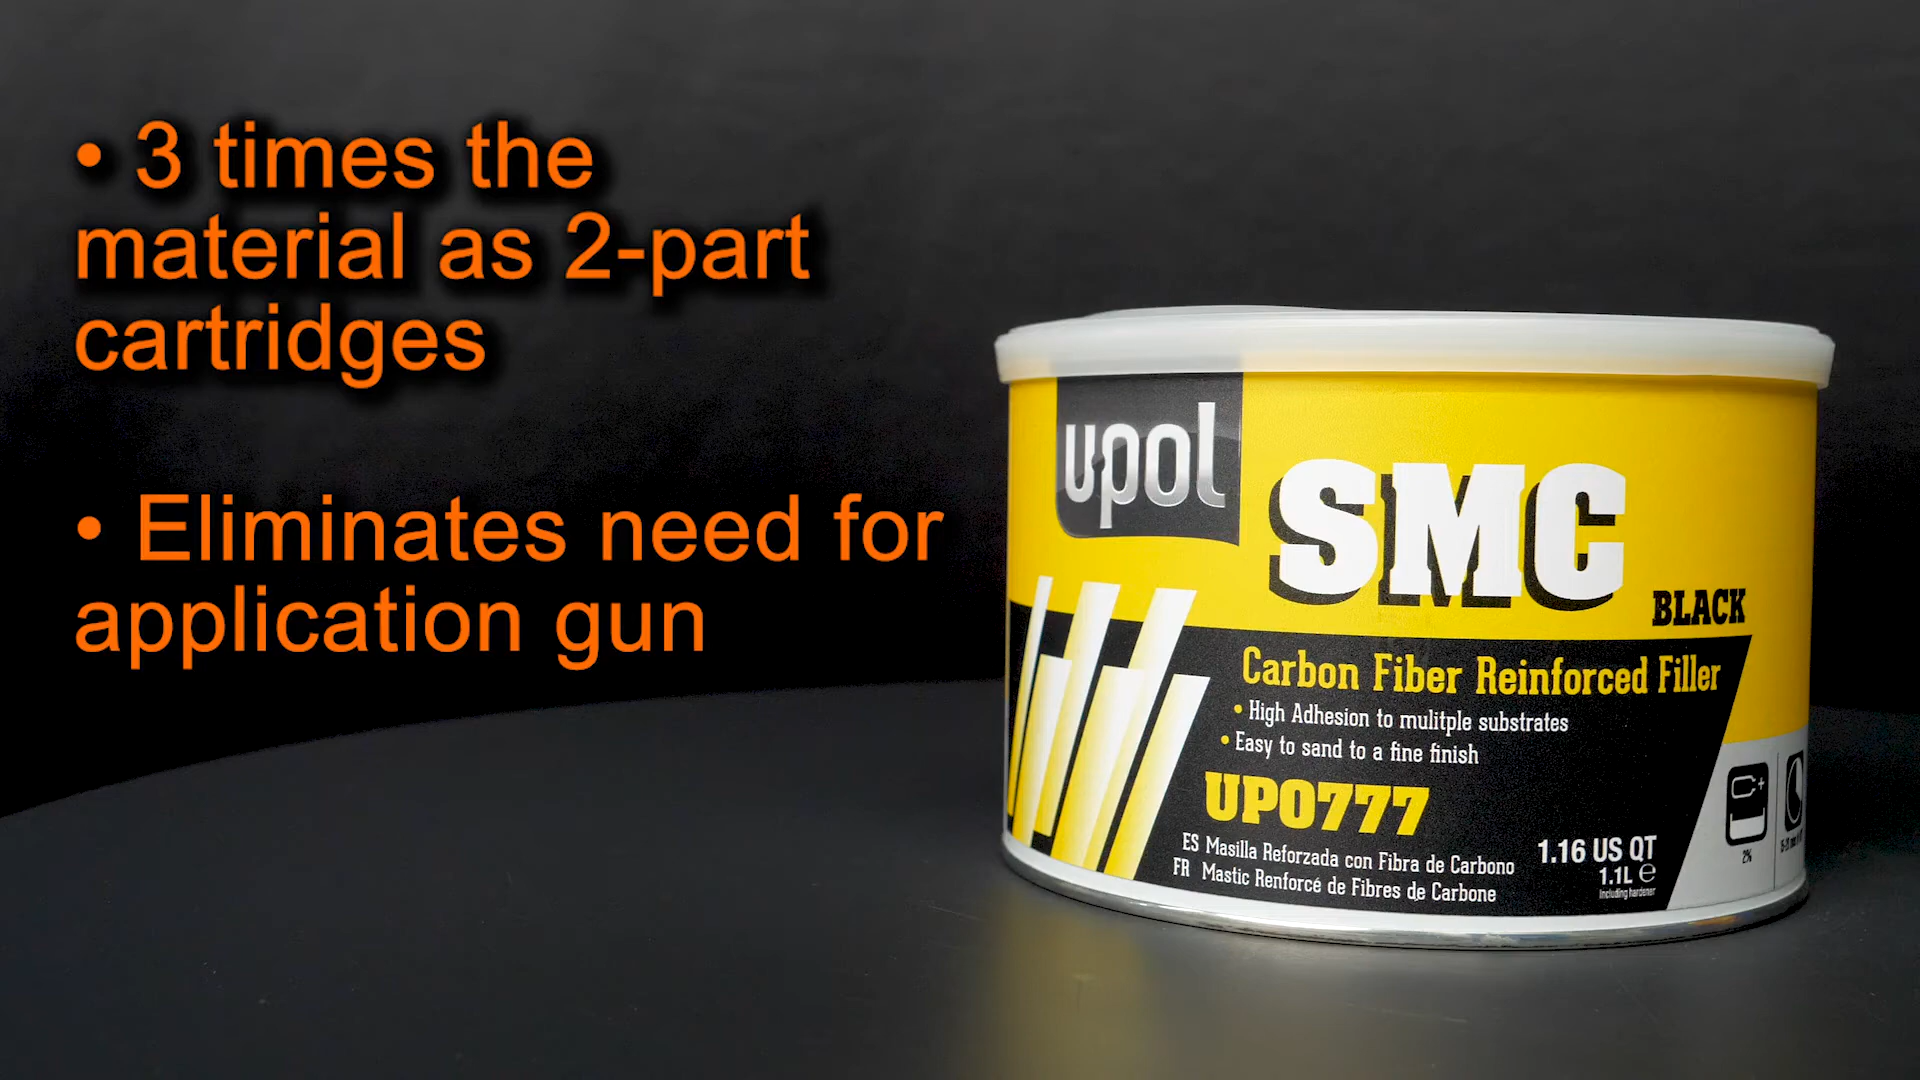 • 3 times the
material as 2-part
cartridges
• Eliminates need for
application gun
upol
SMC
BLACK
Carbon Fiber Reinforced Filler
• High Adhesion to mulitple substrates
• Easy to sand to a fine finish
UP0777
ES Masilla Reforzada con Fibra de Carbono
FR Mastic Renforcé de Fibres de Carbone
1.16 US QT
1.1L ℮
Including hardener
2%